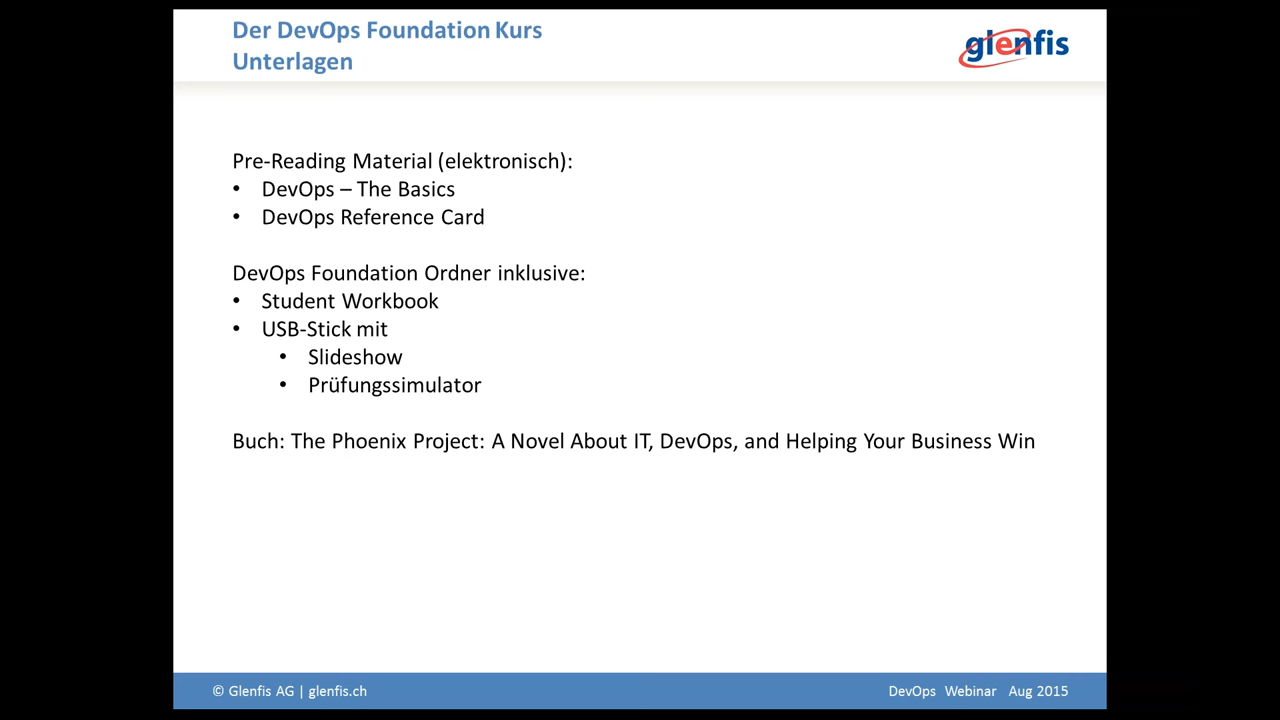 Der DevOps Foundation Kurs
Unterlagen
glenfis
Pre-Reading Material (elektronisch):
• DevOps – The Basics
• DevOps Reference Card
DevOps Foundation Ordner inklusive:
• Student Workbook
• USB-Stick mit
• Slideshow
• Prüfungssimulator
Buch: The Phoenix Project: A Novel About IT, DevOps, and Helping Your Business Win
© Glenfis AG | glenfis.ch
DevOps Webinar Aug 2015